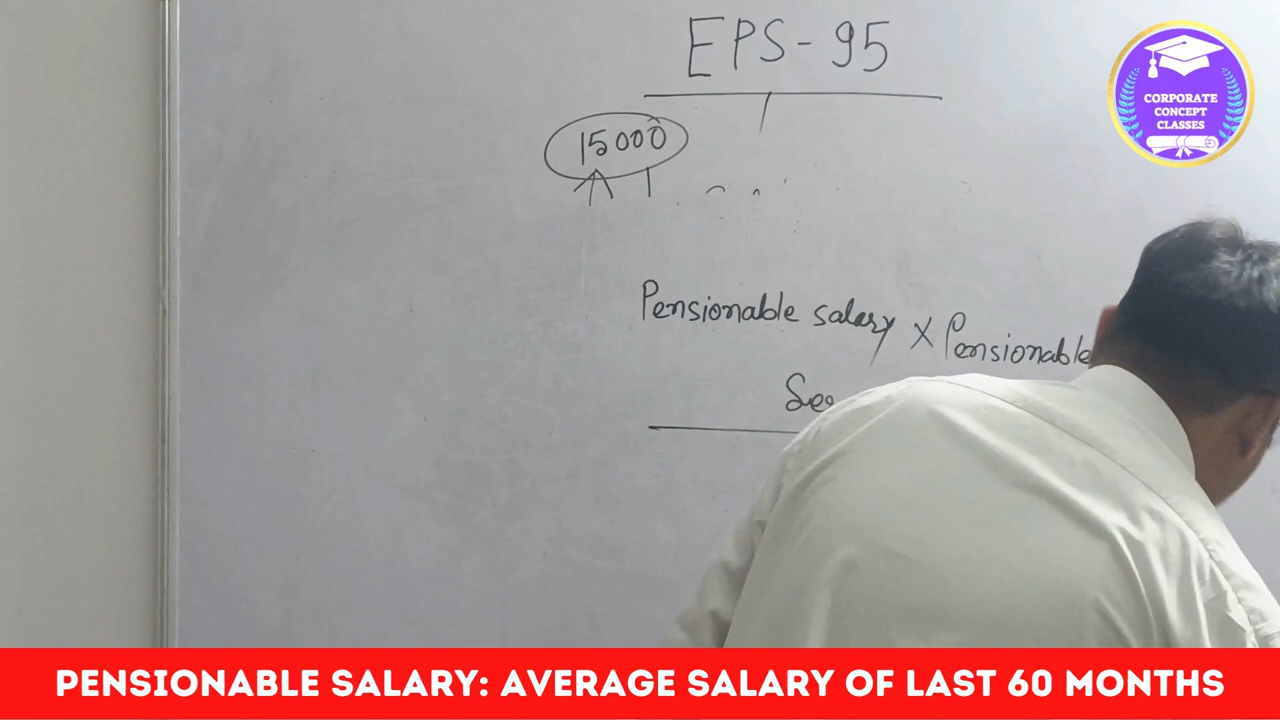 EPS-95
15000
Pensionable salary X Pensionable
CORPORATE
CONCEPT
CLASSES
PENSIONABLE SALARY: AVERAGE SALARY OF LAST 60 MONTHS